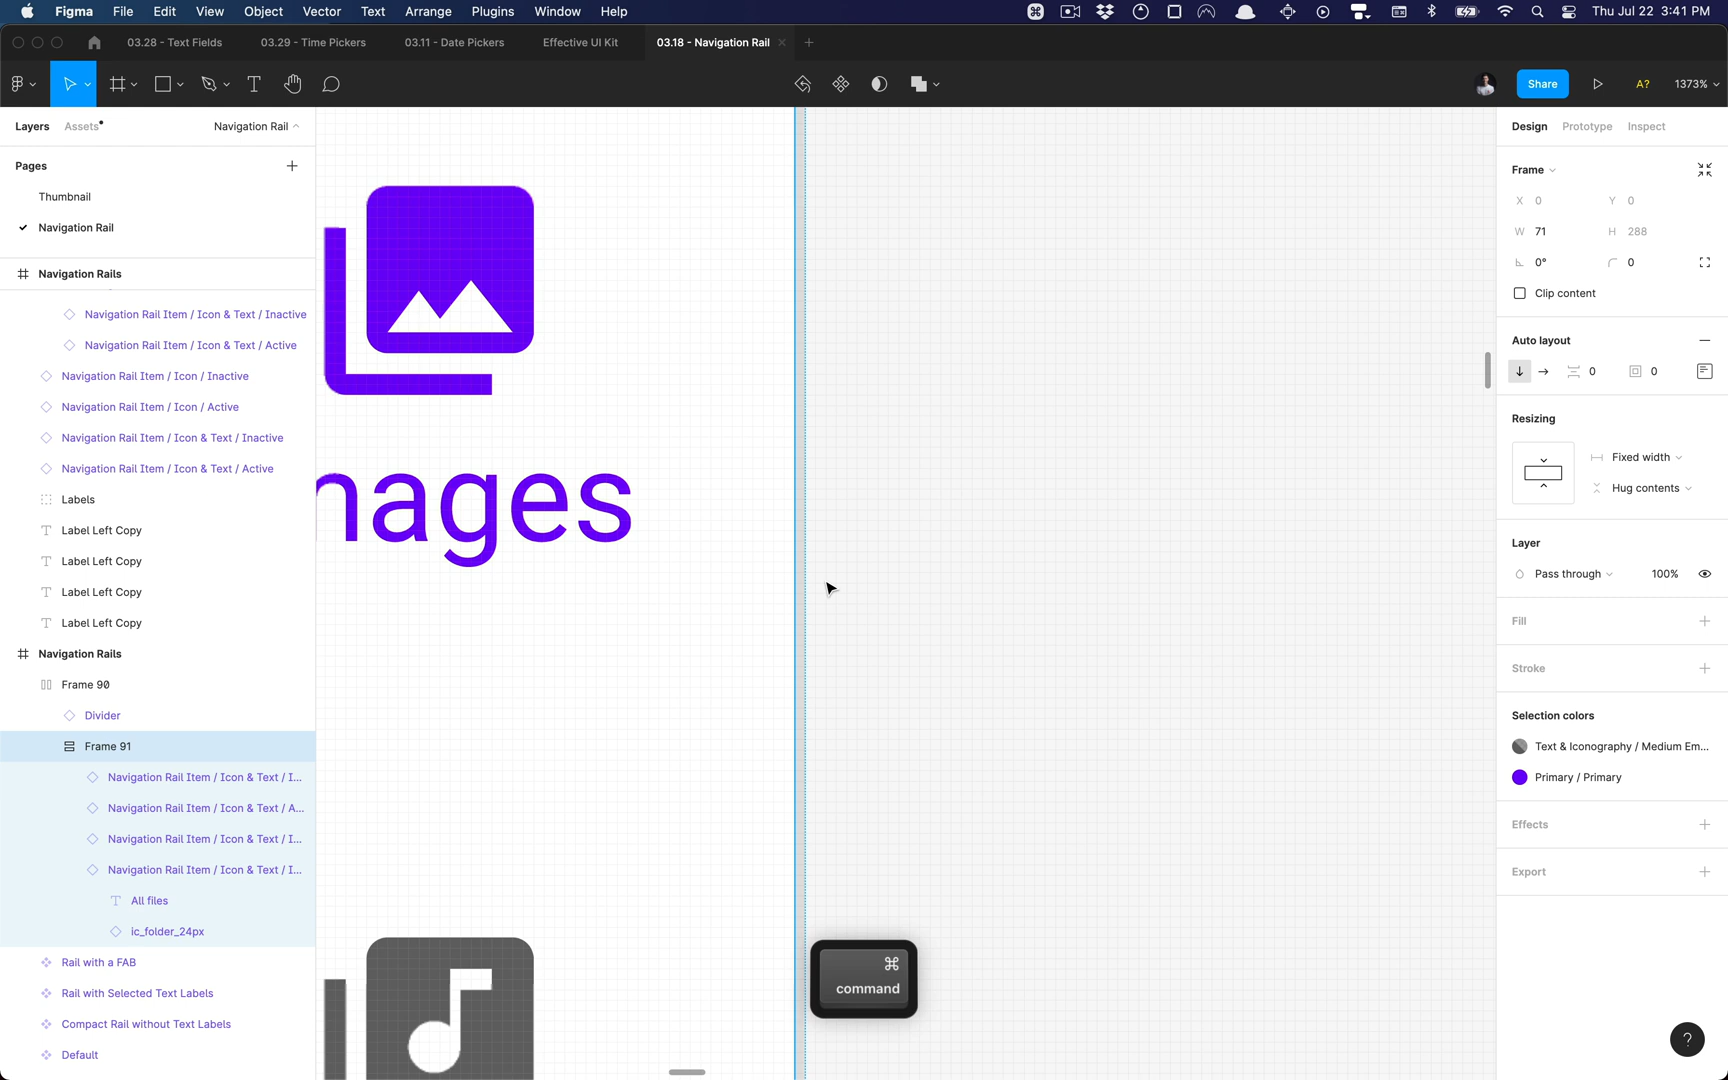 Figma File Edit View Object Vector Text Arrange Plugins Window Help Thu Jul 22 3:41 PM
03.28 - Text Fields 03.29 - Time Pickers 03.11 - Date Pickers Effective UI Kit 03.18 - Navigation Rail
Share A? 1373%
Layers Assets Navigation Rail
Design Prototype Inspect
Pages
Thumbnail
Navigation Rail
Navigation Rails
Navigation Rail Item / Icon & Text / Inactive
Navigation Rail Item / Icon & Text / Active
Navigation Rail Item / Icon / Inactive
Navigation Rail Item / Icon / Active
Navigation Rail Item / Icon & Text / Inactive
Navigation Rail Item / Icon & Text / Active
Labels
Label Left Copy
Label Left Copy
Label Left Copy
Label Left Copy
Navigation Rails
Frame 90
Divider
Frame 91
Navigation Rail Item / Icon & Text / I...
Navigation Rail Item / Icon & Text / A...
Navigation Rail Item / Icon & Text / I...
Navigation Rail Item / Icon & Text / I...
All files
ic_folder_24px
Rail with a FAB
Rail with Selected Text Labels
Compact Rail without Text Labels
Default
nages
⌘
command
Frame
X 0 Y 0
W 71 H 288
0° 0
Clip content
Auto layout
0 0
Resizing
Fixed width
Hug contents
Layer
Pass through 100%
Fill
Stroke
Selection colors
Text & Iconography / Medium Em...
Primary / Primary
Effects
Export
?